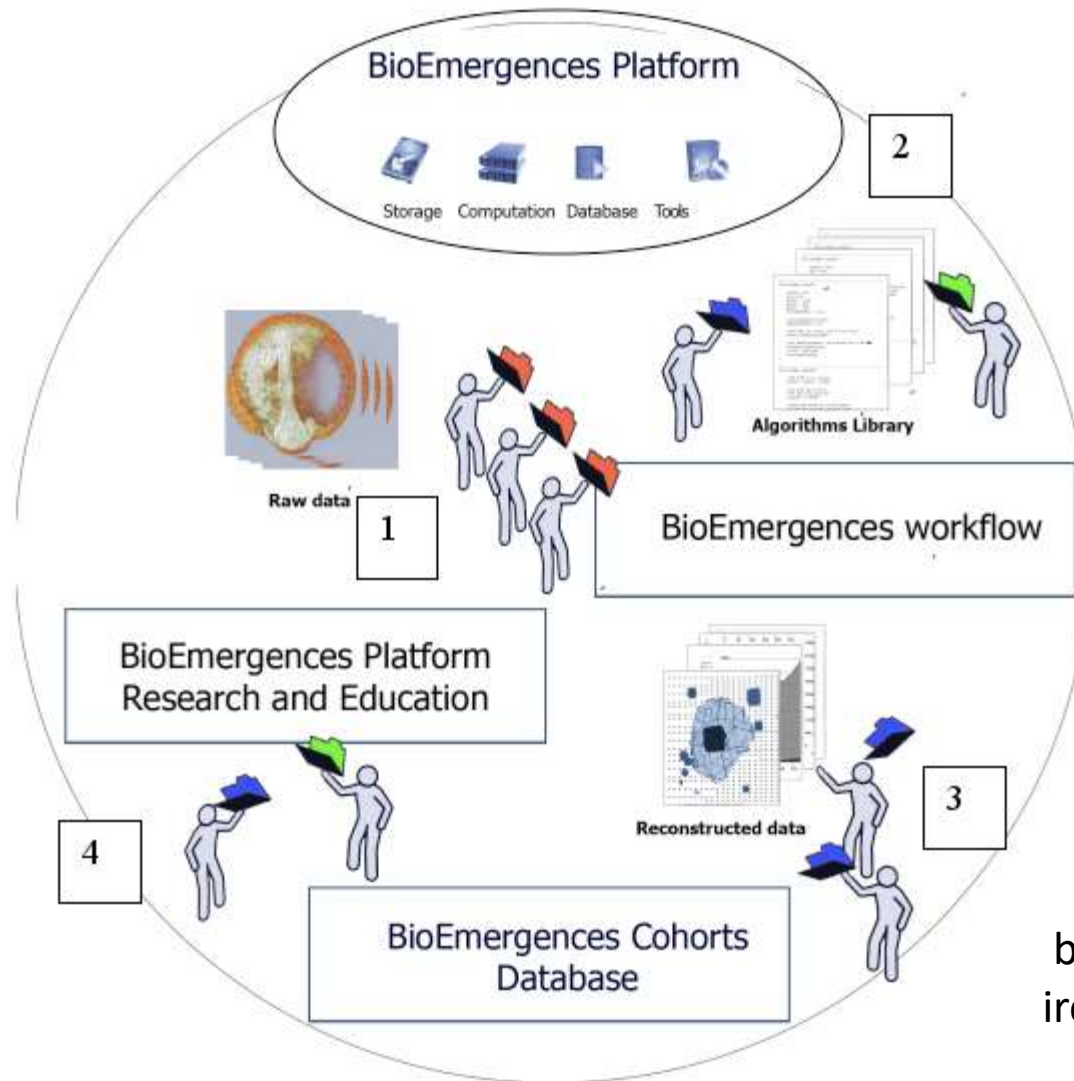 BioEmergences Platform
Storage Computation Database Tools
2
Algorithms Library
Raw data
1
BioEmergences workflow
BioEmergences Platform
Research and Education
Reconstructed data
3
4
BioEmergences Cohorts
Database